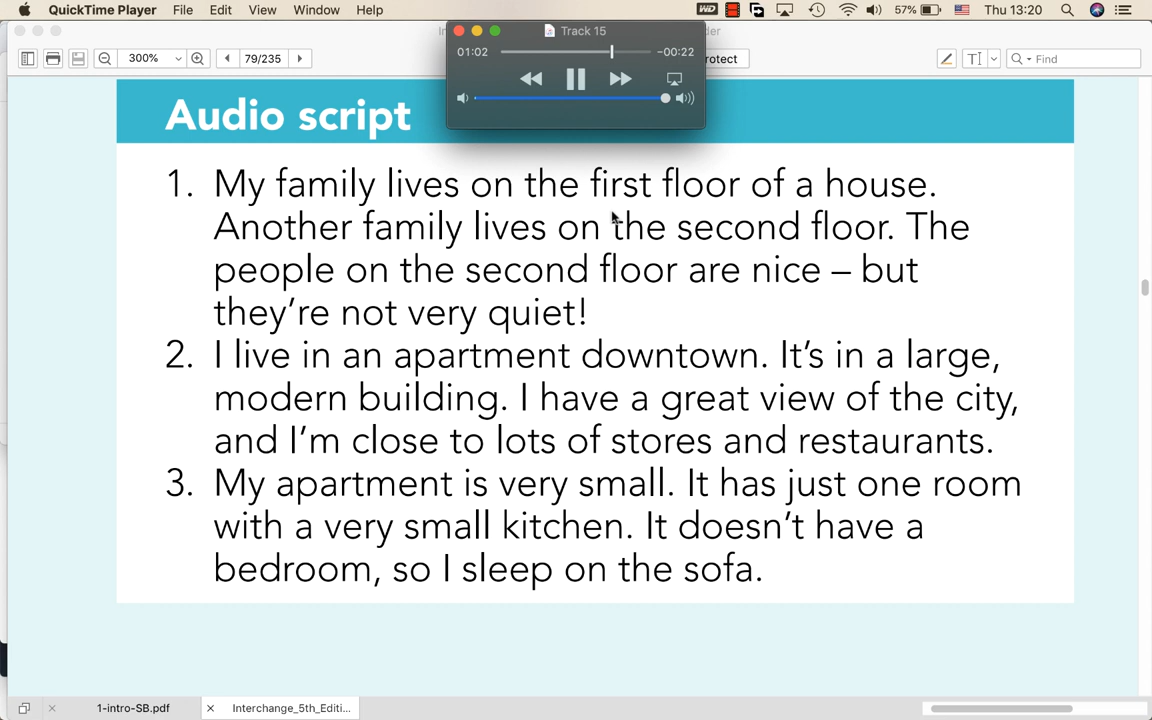 QuickTime Player File Edit View Window Help 57% Thu 13:20
Track 15
01:02 -00:22
300% 79/235 rotect Find
Audio script
1. My family lives on the first floor of a house.
Another family lives on the second floor. The
people on the second floor are nice – but
they're not very quiet!
2. I live in an apartment downtown. It's in a large,
modern building. I have a great view of the city,
and I'm close to lots of stores and restaurants.
3. My apartment is very small. It has just one room
with a very small kitchen. It doesn't have a
bedroom, so I sleep on the sofa.
1-intro-SB.pdf Interchange_5th_Editi...